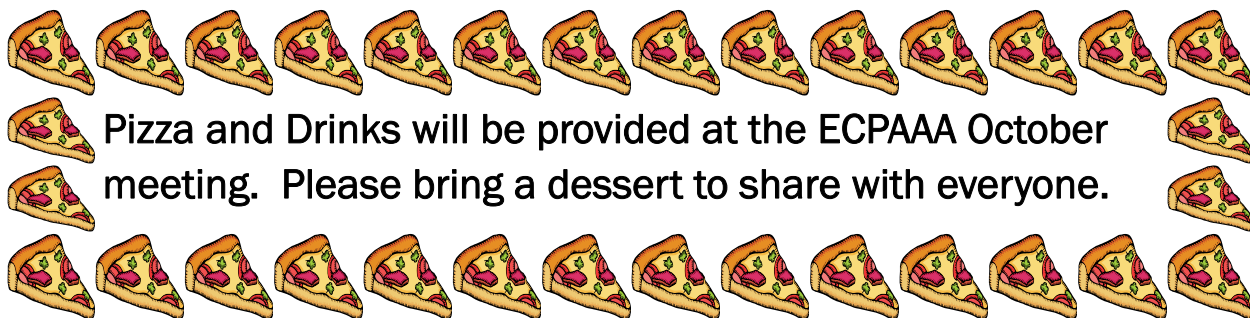 Pizza and Drinks will be provided at the ECPAAA October
meeting.  Please bring a dessert to share with everyone.